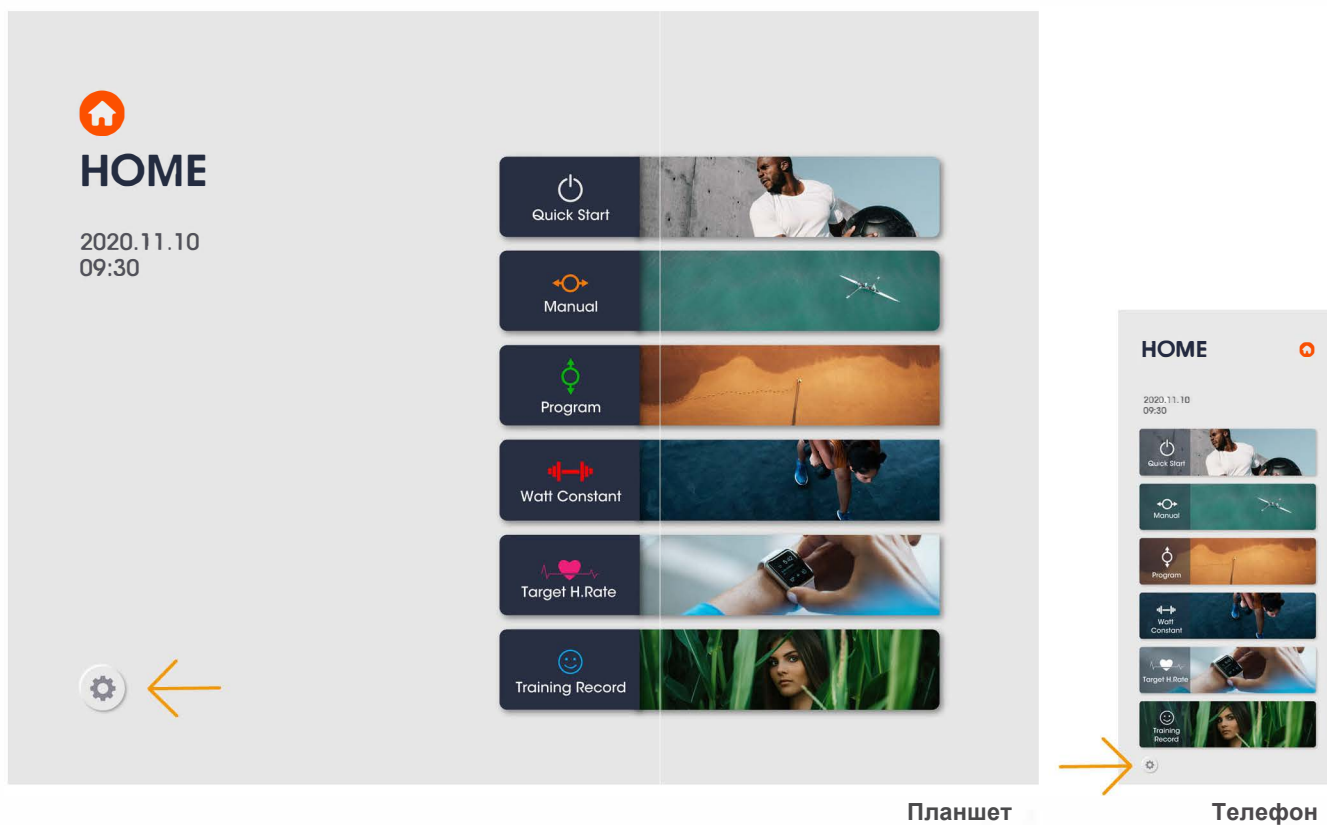 HOME
2020.11.10
09:30
Quick Start
Manual
Program
Watt Constant
Target H.Rate
Training Record
Планшет
HOME
2020.11.10
09:30
Quick Start
Manual
Program
Watt
Constant
Target H.Rate
Training
Record
Телефон